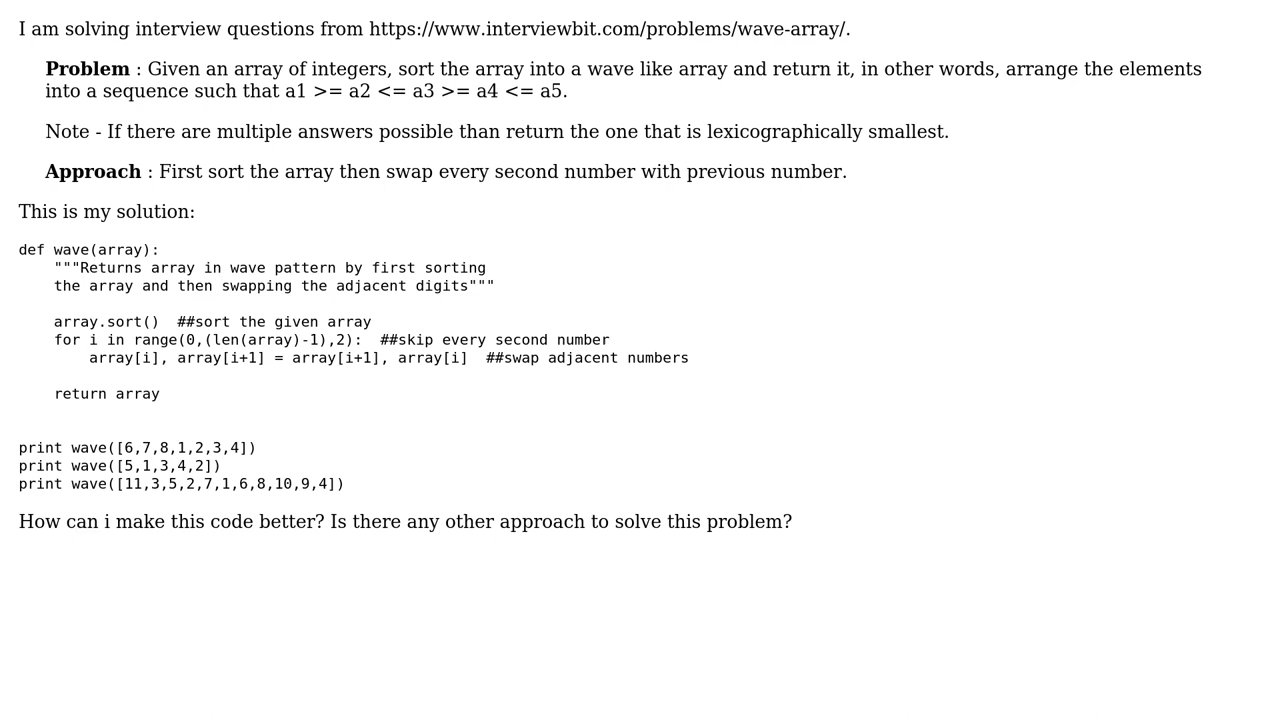 I am solving interview questions from https://www.interviewbit.com/problems/wave-array/.
Problem : Given an array of integers, sort the array into a wave like array and return it, in other words, arrange the elements
into a sequence such that a1 >= a2 <= a3 >= a4 <= a5.
Note - If there are multiple answers possible than return the one that is lexicographically smallest.
Approach : First sort the array then swap every second number with previous number.
This is my solution:
def wave(array):
    """Returns array in wave pattern by first sorting
    the array and then swapping the adjacent digits"""
    array.sort()  ##sort the given array
    for i in range(0,(len(array)-1),2):  ##skip every second number
        array[i], array[i+1] = array[i+1], array[i]  ##swap adjacent numbers
    return array
print wave([6,7,8,1,2,3,4])
print wave([5,1,3,4,2])
print wave([11,3,5,2,7,1,6,8,10,9,4])
How can i make this code better? Is there any other approach to solve this problem?